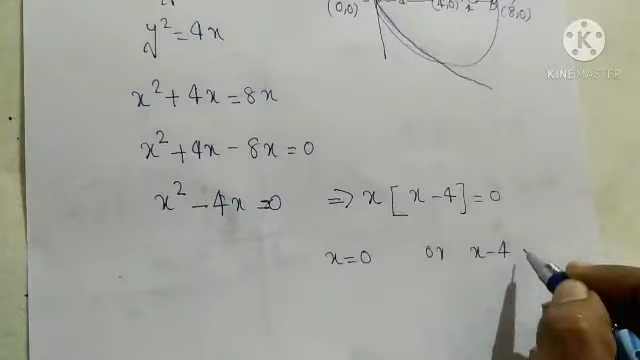 (0,0) (4,0) (8,0)
y² = 4x
KINEMASTER
x² + 4x = 8x
x² + 4x - 8x = 0
x² - 4x = 0 => x [x - 4] = 0
x = 0 or x - 4